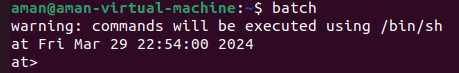 aman@aman-virtual-machine:~$ batch
warning: commands will be executed using /bin/sh
at Fri Mar 29 22:54:00 2024
at>